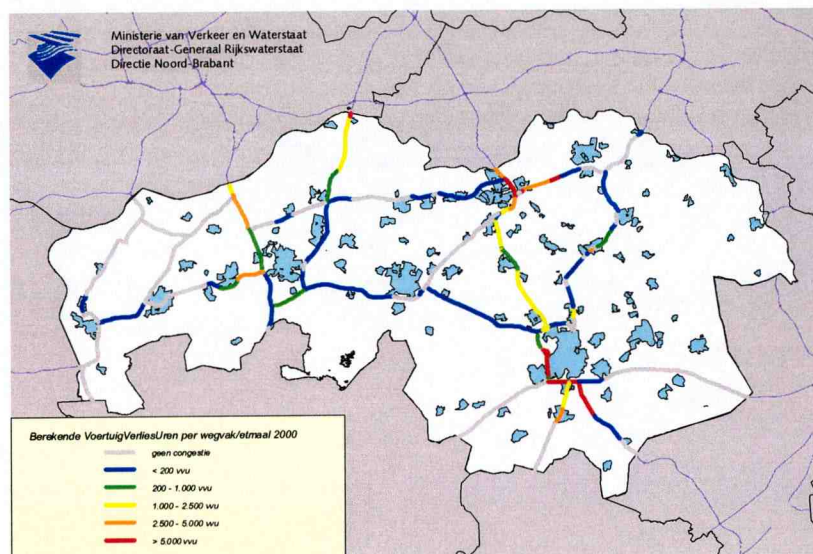 Ministerie van Verkeer en Waterstaat
Directoraat-Generaal Rijkswaterstaat
Directie Noord-Brabant
Berekende VoertuigVerliesUren per wegvak/etmaal 2000
geen congestie
< 200 vvu
200 - 1.000 vvu
1.000 - 2.500 vvu
2.500 - 5.000 vvu
> 5.000 vvu